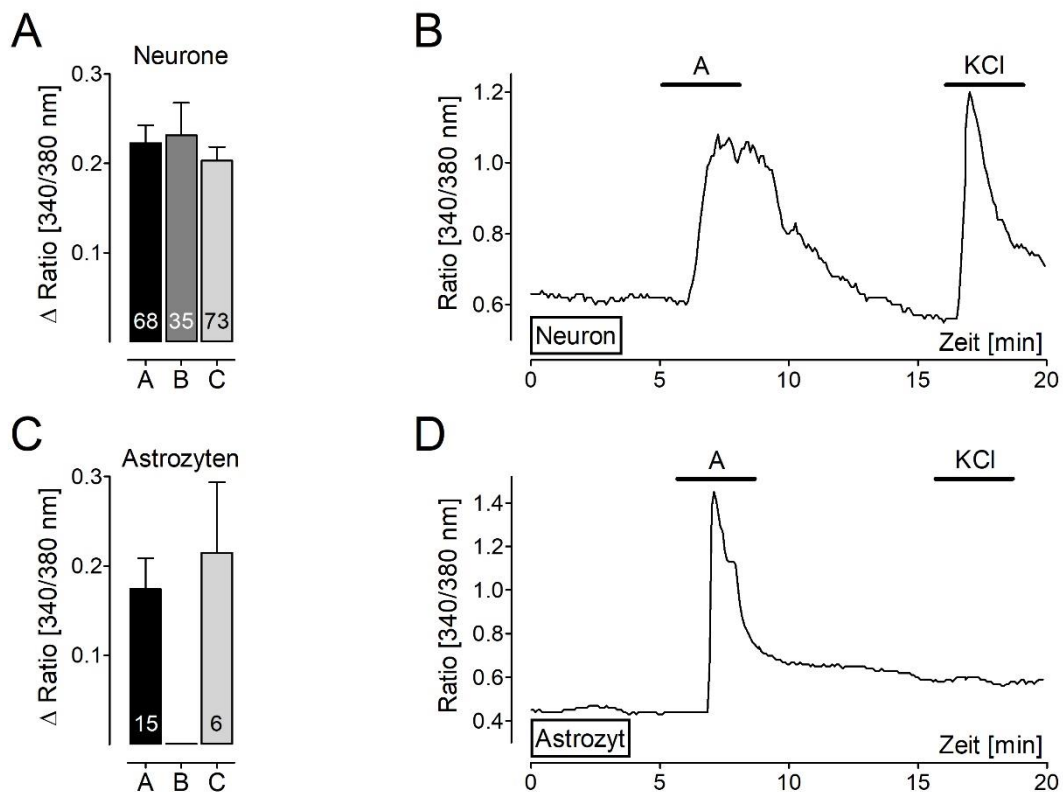 A
Neurone
Δ Ratio [340/380 nm]
0.3
0.2
0.1
68 35 73
A B C
B
A KCl
Ratio [340/380 nm]
1.2
1.0
0.8
0.6
Neuron
Zeit [min]
0 5 10 15 20
C
Astrozyten
Δ Ratio [340/380 nm]
0.3
0.2
0.1
15 6
A B C
D
A KCl
Ratio [340/380 nm]
1.4
1.2
1.0
0.8
0.6
0.4
Astrozyt
Zeit [min]
0 5 10 15 20